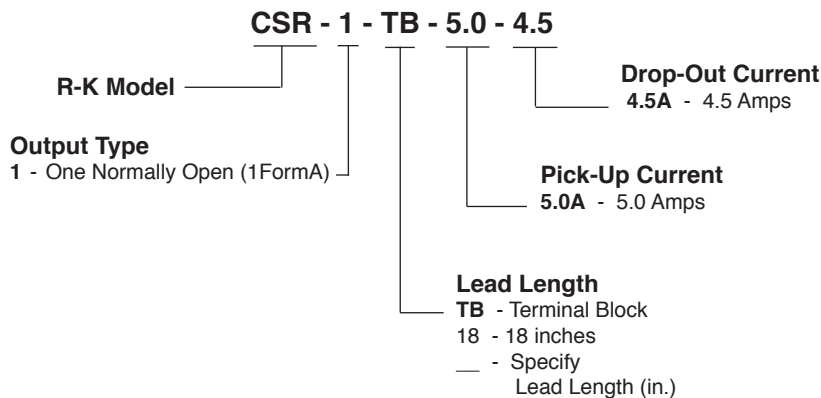 CSR - 1 - TB - 5.0 - 4.5
R-K Model
Drop-Out Current
4.5A - 4.5 Amps
Output Type
1 - One Normally Open (1FormA)
Pick-Up Current
5.0A - 5.0 Amps
Lead Length
TB - Terminal Block
18 - 18 inches
__ - Specify
Lead Length (in.)